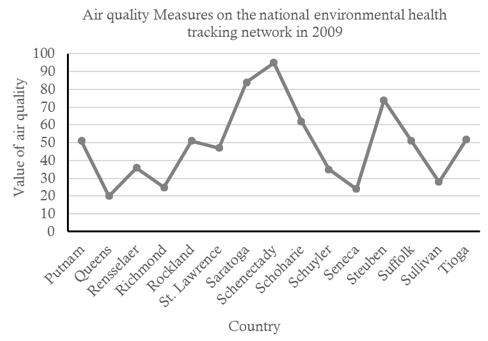 Air quality Measures on the national environmental health
tracking network in 2009
Value of air quality
100
90
80
70
60
50
40
30
20
10
0
Putnam
Queens
Rensselaer
Richmond
Rockland
St. Lawrence
Saratoga
Schenectady
Schoharie
Schuyler
Seneca
Steuben
Suffolk
Sullivan
Tioga
Country